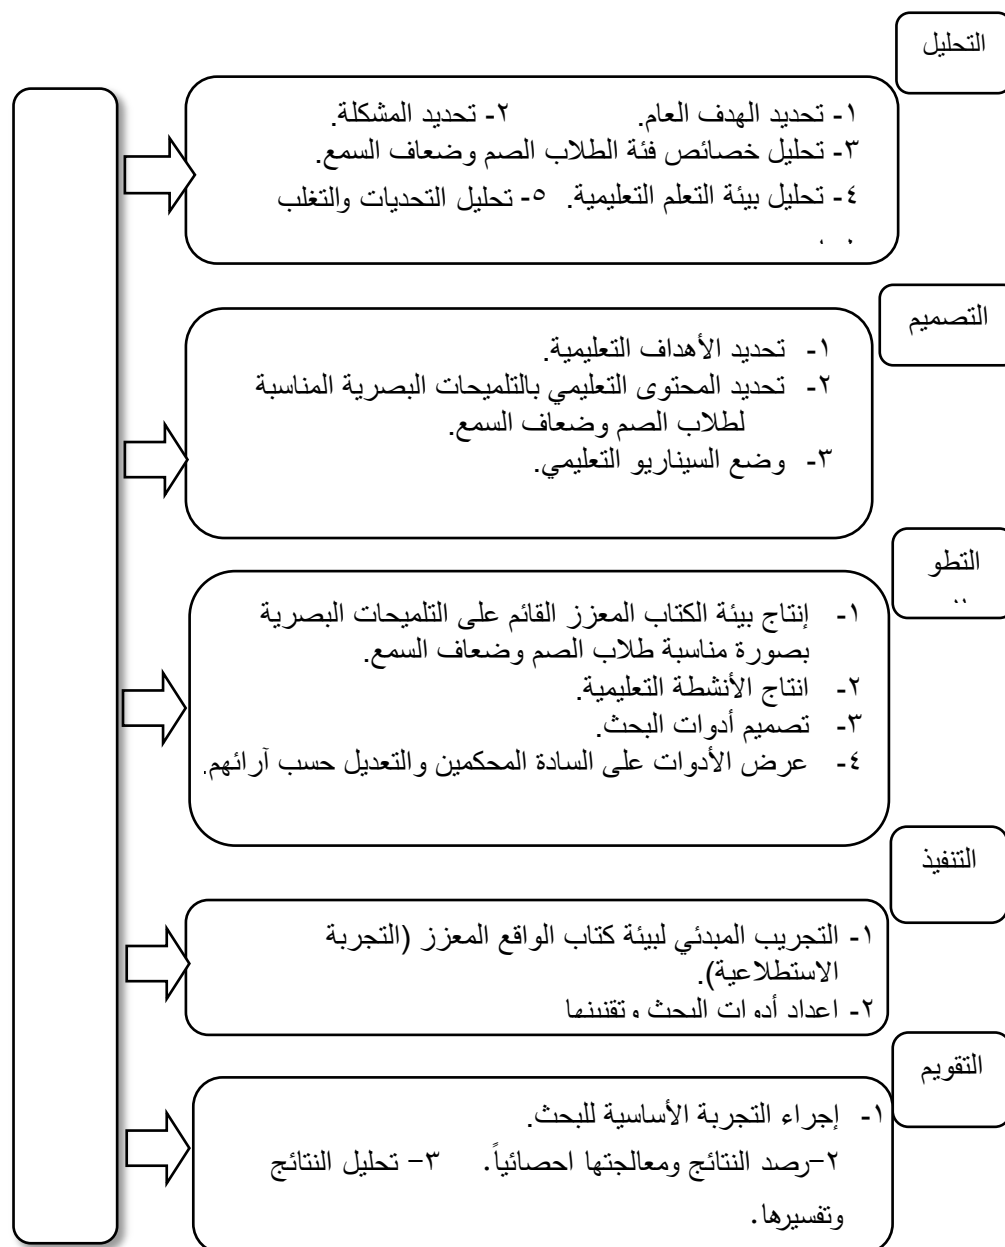 التحليل
١- تحديد الهدف العام. ٢- تحديد المشكلة.
٣- تحليل خصائص فئة الطلاب الصم وضعاف السمع.
٤- تحليل بيئة التعلم التعليمية. ٥- تحليل التحديات والتغلب
التصميم
١- تحديد الأهداف التعليمية.
٢- تحديد المحتوى التعليمي بالتلميحات البصرية المناسبة
لطلاب الصم وضعاف السمع.
٣- وضع السيناريو التعليمي.
التطو
١- إنتاج بيئة الكتاب المعزز القائم على التلميحات البصرية
بصورة مناسبة طلاب الصم وضعاف السمع.
٢- انتاج الأنشطة التعليمية.
٣- تصميم أدوات البحث.
٤- عرض الأدوات على السادة المحكمين والتعديل حسب آرائهم.
التنفيذ
١- التجريب المبدئي لبيئة كتاب الواقع المعزز (التجربة
الاستطلاعية).
٢- اعداد أدوات البحث وتقنينها
التقويم
١- إجراء التجربة الأساسية للبحث.
٢-رصد النتائج ومعالجتها احصائياً. ٣- تحليل النتائج
وتفسيرها.